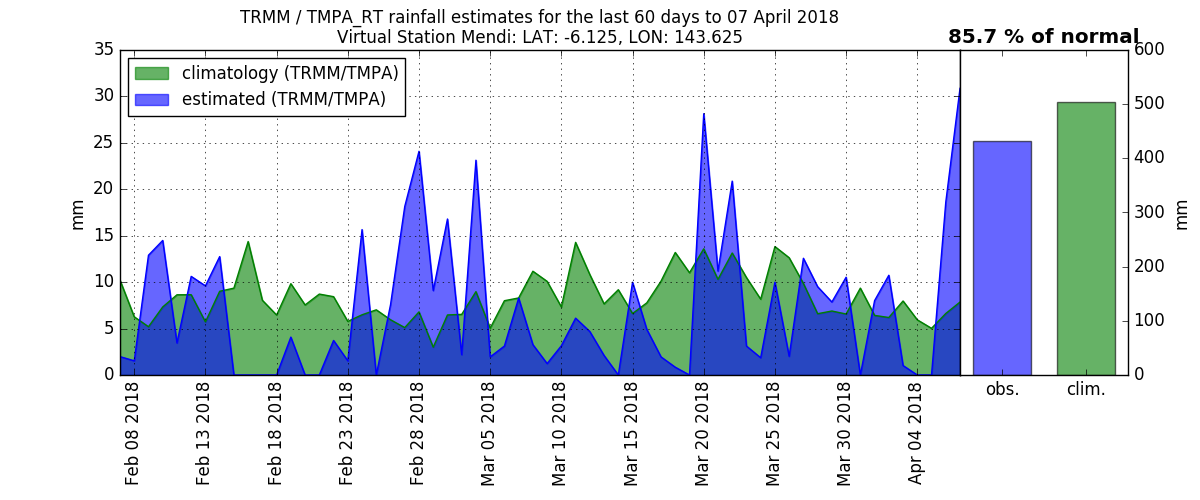 TRMM / TMPA_RT rainfall estimates for the last 60 days to 07 April 2018
Virtual Station Mendi: LAT: -6.125, LON: 143.625
85.7 % of normal
climatology (TRMM/TMPA)
estimated (TRMM/TMPA)
35
30
25
20
15
10
5
0
mm
Feb 08 2018
Feb 13 2018
Feb 18 2018
Feb 23 2018
Feb 28 2018
Mar 05 2018
Mar 10 2018
Mar 15 2018
Mar 20 2018
Mar 25 2018
Mar 30 2018
Apr 04 2018
obs.
clim.
600
500
400
300
200
100
0
mm